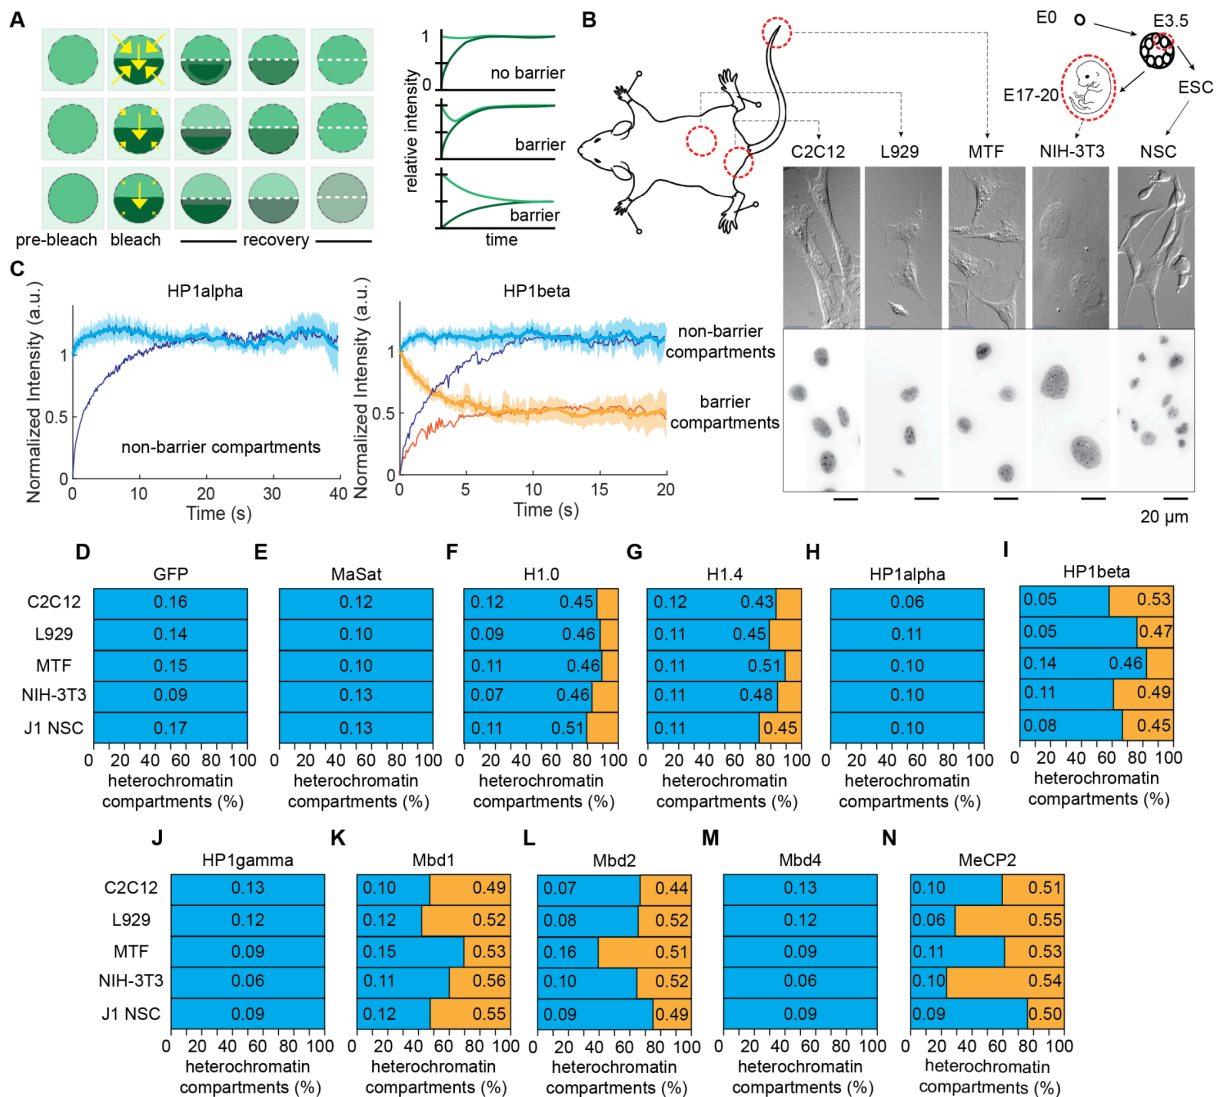 A
1
0
no barrier
barrier
barrier
relative intensity
time
pre-bleach
bleach
recovery
B
E0
E3.5
E17-20
ESC
C2C12
L929
MTF
NIH-3T3
NSC
20 µm
C
HP1alpha
Normalized Intensity (a.u.)
1
0.5
0
non-barrier compartments
0
10
20
30
40
Time (s)
HP1beta
Normalized Intensity (a.u.)
1
0.5
0
0
5
10
15
20
Time (s)
non-barrier
compartments
barrier
compartments
D
GFP
C2C12
L929
MTF
NIH-3T3
J1 NSC
0.16
0.14
0.15
0.09
0.17
0 20 40 60 80 100
heterochromatin
compartments (%)
E
MaSat
0.12
0.10
0.10
0.13
0.13
0 20 40 60 80 100
heterochromatin
compartments (%)
F
H1.0
0.12 0.45
0.09 0.46
0.11 0.46
0.07 0.46
0.11 0.51
0 20 40 60 80 100
heterochromatin
compartments (%)
G
H1.4
0.12 0.43
0.11 0.45
0.11 0.51
0.11 0.48
0.11 0.45
0 20 40 60 80 100
heterochromatin
compartments (%)
H
HP1alpha
0.06
0.11
0.10
0.10
0.10
0 20 40 60 80 100
heterochromatin
compartments (%)
I
HP1beta
0.05 0.53
0.05 0.47
0.14 0.46
0.11 0.49
0.08 0.45
0 20 40 60 80 100
heterochromatin
compartments (%)
J
HP1gamma
C2C12
L929
MTF
NIH-3T3
J1 NSC
0.13
0.12
0.09
0.06
0.09
0 20 40 60 80 100
heterochromatin
compartments (%)
K
Mbd1
0.10 0.49
0.12 0.52
0.15 0.53
0.11 0.56
0.12 0.55
0 20 40 60 80 100
heterochromatin
compartments (%)
L
Mbd2
0.07 0.44
0.08 0.52
0.16 0.51
0.10 0.52
0.09 0.49
0 20 40 60 80 100
heterochromatin
compartments (%)
M
Mbd4
0.13
0.12
0.09
0.06
0.09
0 20 40 60 80 100
heterochromatin
compartments (%)
N
MeCP2
0.10 0.51
0.06 0.55
0.11 0.53
0.10 0.54
0.09 0.50
0 20 40 60 80 100
heterochromatin
compartments (%)